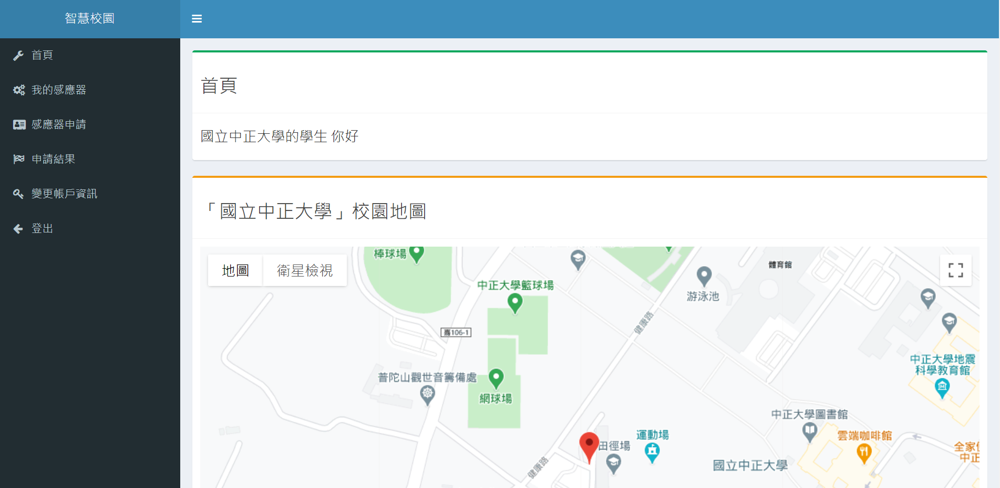 智慧校園
首頁
我的感應器
感應器申請
申請結果
變更帳戶資訊
登出
首頁
國立中正大學的學生 你好
「國立中正大學」校園地圖
地圖
衛星檢視
棒球場
體育館
中正大學籃球場
游泳池
健康路
嘉106-1
中正大學地震
科學教育館
普陀山觀世音籌備處
網球場
中正大學圖書館
運動場
雲端咖啡館
田徑場
全家
中正
國立中正大學
健康路